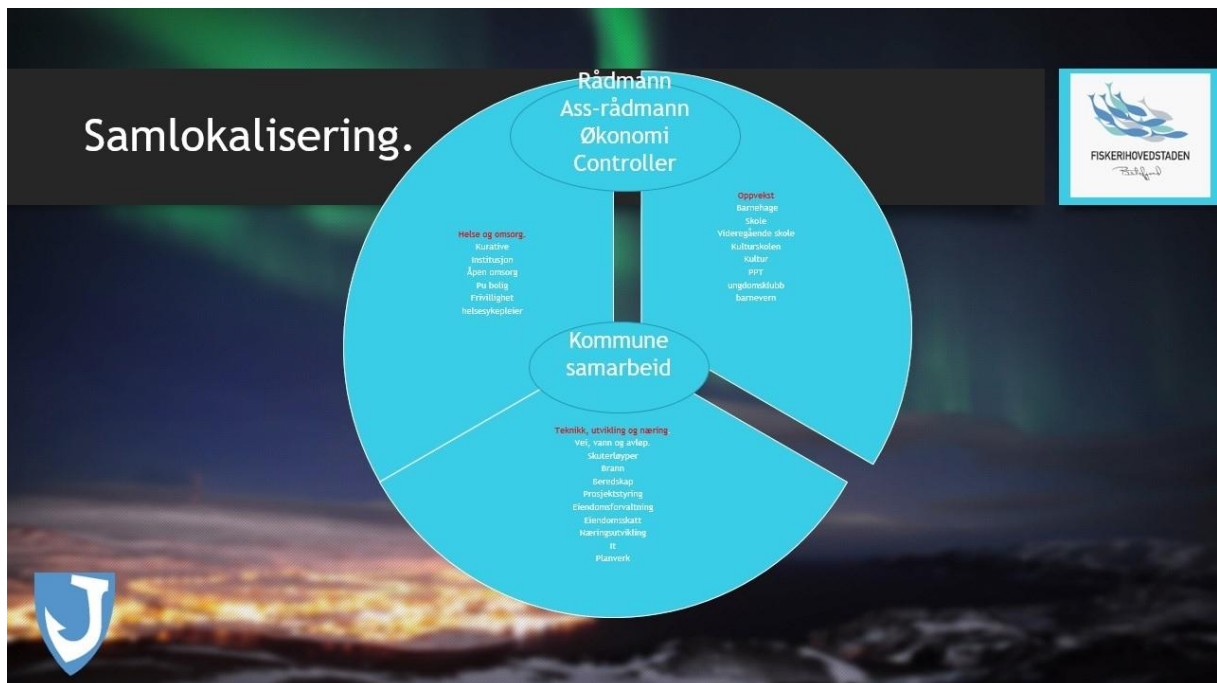 Samlokalisering.
Rådmann
Ass-rådmann
Økonomi
Controller
FISKERIHOVEDSTADEN
Båtsfjord
Helse og omsorg.
Kurative
Institusjon
Åpen omsorg
Pu bolig
Frivillighet
helsesykepleier
Oppvekst
Barnehage
Skole
Videregående skole
Kulturskolen
Kultur
PPT
ungdomsklubb
barnevern
Kommune
samarbeid
Teknikk, utvikling og næring
Vei, vann og avløp.
Skuterløyper
Brann
Beredskap
Prosjektstyring
Eiendomsforvaltning
Eiendomsskatt
Næringsutvikling
It
Planverk